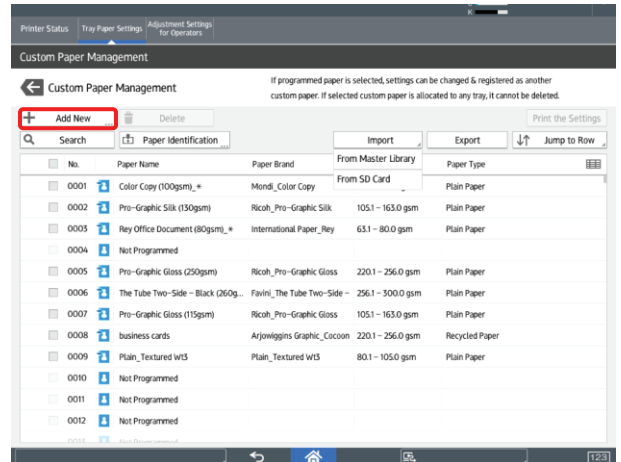 K
Printer Status Tray Paper Settings Adjustment Settings for Operators
Custom Paper Management
Custom Paper Management
If programmed paper is selected, settings can be changed & registered as another
custom paper. If selected custom paper is allocated to any tray, it cannot be deleted.
Add New Delete Print the Settings
Search Paper Identification Import Export Jump to Row
From Master Library
From SD Card
No. Paper Name Paper Brand Paper Type
0001 Color Copy (100gsm)_* Mondi_Color Copy Plain Paper
0002 Pro-Graphic Silk (130gsm) Ricoh_Pro-Graphic Silk 105.1 - 163.0 gsm Plain Paper
0003 Rey Office Document (80gsm)_* International Paper_Rey 63.1 - 80.0 gsm Plain Paper
0004 Not Programmed
0005 Pro-Graphic Gloss (250gsm) Ricoh_Pro-Graphic Gloss 220.1 - 256.0 gsm Plain Paper
0006 The Tube Two-Side - Black (260g... Favini_The Tube Two-Side - 256.1 - 300.0 gsm Plain Paper
0007 Pro-Graphic Gloss (115gsm) Ricoh_Pro-Graphic Gloss 105.1 - 163.0 gsm Plain Paper
0008 business cards Arjowiggins Graphic_Cocoon 220.1 - 256.0 gsm Recycled Paper
0009 Plain_Textured Wt3 Plain_Textured Wt3 80.1 - 105.0 gsm Plain Paper
0010 Not Programmed
0011 Not Programmed
0012 Not Programmed
0013 Not Programmed
123